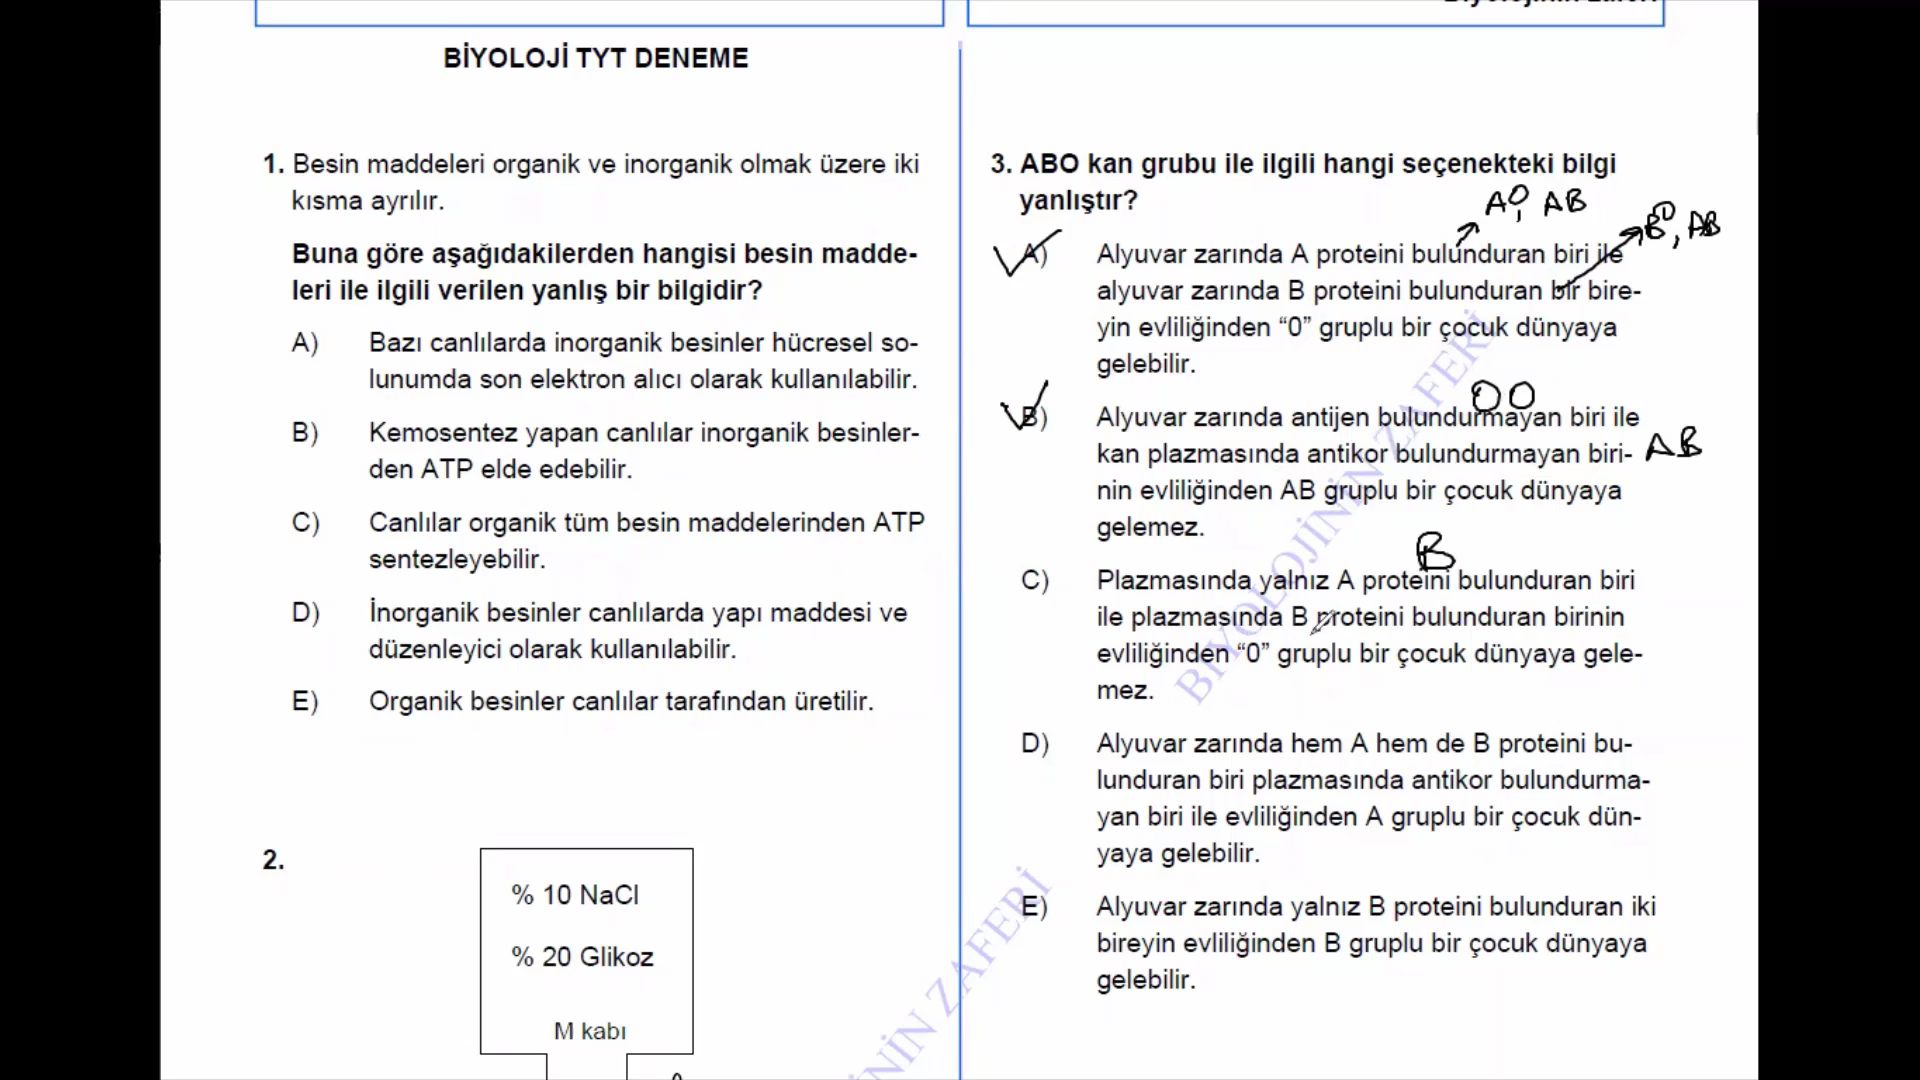 BİYOLOJİ TYT DENEME
1. Besin maddeleri organik ve inorganik olmak üzere iki
kısma ayrılır.
Buna göre aşağıdakilerden hangisi besin madde-
leri ile ilgili verilen yanlış bir bilgidir?
A) Bazı canlılarda inorganik besinler hücresel so-
lunumda son elektron alıcı olarak kullanılabilir.
B) Kemosentez yapan canlılar inorganik besinler-
den ATP elde edebilir.
C) Canlılar organik tüm besin maddelerinden ATP
sentezleyebilir.
D) İnorganik besinler canlılarda yapı maddesi ve
düzenleyici olarak kullanılabilir.
E) Organik besinler canlılar tarafından üretilir.
2.
% 10 NaCl
% 20 Glikoz
M kabı
3. ABO kan grubu ile ilgili hangi seçenekteki bilgi
yanlıştır?
AO, AB
BO, AB
A) Alyuvar zarında A proteini bulunduran biri ile
alyuvar zarında B proteini bulunduran bir bire-
yin evliliğinden “0” gruplu bir çocuk dünyaya
gelebilir.
OO
B) Alyuvar zarında antijen bulundurmayan biri ile
kan plazmasında antikor bulundurmayan biri- AB
nin evliliğinden AB gruplu bir çocuk dünyaya
gelemez.
B
C) Plazmasında yalnız A proteini bulunduran biri
ile plazmasında B proteini bulunduran birinin
evliliğinden “0” gruplu bir çocuk dünyaya gele-
mez.
D) Alyuvar zarında hem A hem de B proteini bu-
lunduran biri plazmasında antikor bulundurma-
yan biri ile evliliğinden A gruplu bir çocuk dün-
yaya gelebilir.
E) Alyuvar zarında yalnız B proteini bulunduran iki
bireyin evliliğinden B gruplu bir çocuk dünyaya
gelebilir.
BİYOLOJİNİN ZAFERİ
NİN ZAFERİ